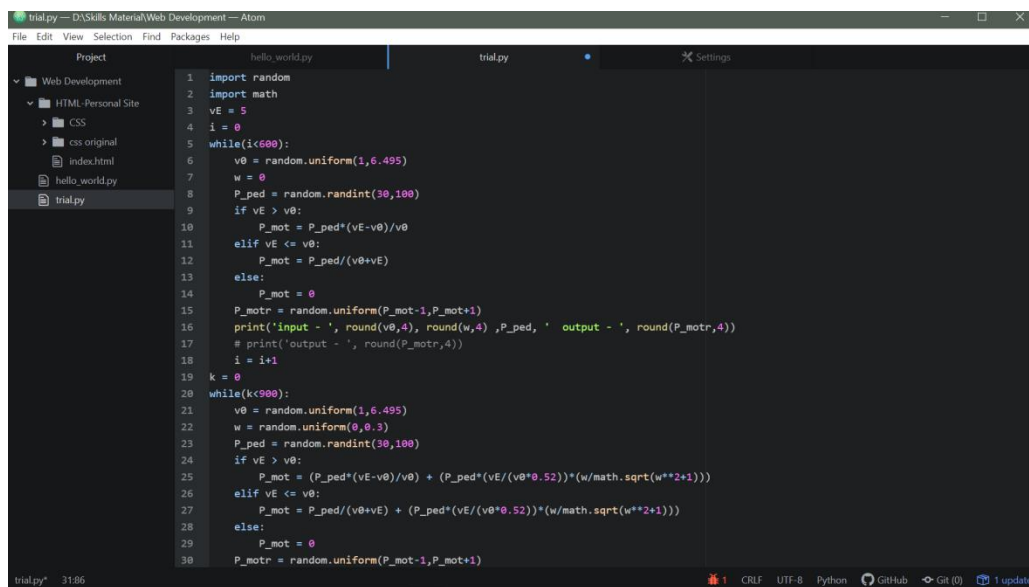 trial.py — D:\Skills Material\Web Development — Atom
File Edit View Selection Find Packages Help
Project
hello_world.py
trial.py
Settings
Web Development
HTML-Personal Site
CSS
css original
index.html
hello_world.py
trial.py
1 import random
2 import math
3 vE = 5
4 i = 0
5 while(i<600):
6     v0 = random.uniform(1,6.495)
7     w = 0
8     P_ped = random.randint(30,100)
9     if vE > v0:
10         P_mot = P_ped*(vE-v0)/v0
11     elif vE <= v0:
12         P_mot = P_ped/(v0+vE)
13     else:
14         P_mot = 0
15     P_motr = random.uniform(P_mot-1,P_mot+1)
16     print('input - ', round(v0,4), round(w,4) ,P_ped, '  output - ', round(P_motr,4))
17     # print('output - ', round(P_motr,4))
18     i = i+1
19 k = 0
20 while(k<900):
21     v0 = random.uniform(1,6.495)
22     w = random.uniform(0,0.3)
23     P_ped = random.randint(30,100)
24     if vE > v0:
25         P_mot = (P_ped*(vE-v0)/v0) + (P_ped*(vE/(v0*0.52))*(w/math.sqrt(w**2+1)))
26     elif vE <= v0:
27         P_mot = P_ped/(v0+vE) + (P_ped*(vE/(v0*0.52))*(w/math.sqrt(w**2+1)))
28     else:
29         P_mot = 0
30     P_motr = random.uniform(P_mot-1,P_mot+1)
trial.py* 31:86
1 CRLF UTF-8 Python GitHub Git (0) 1 update